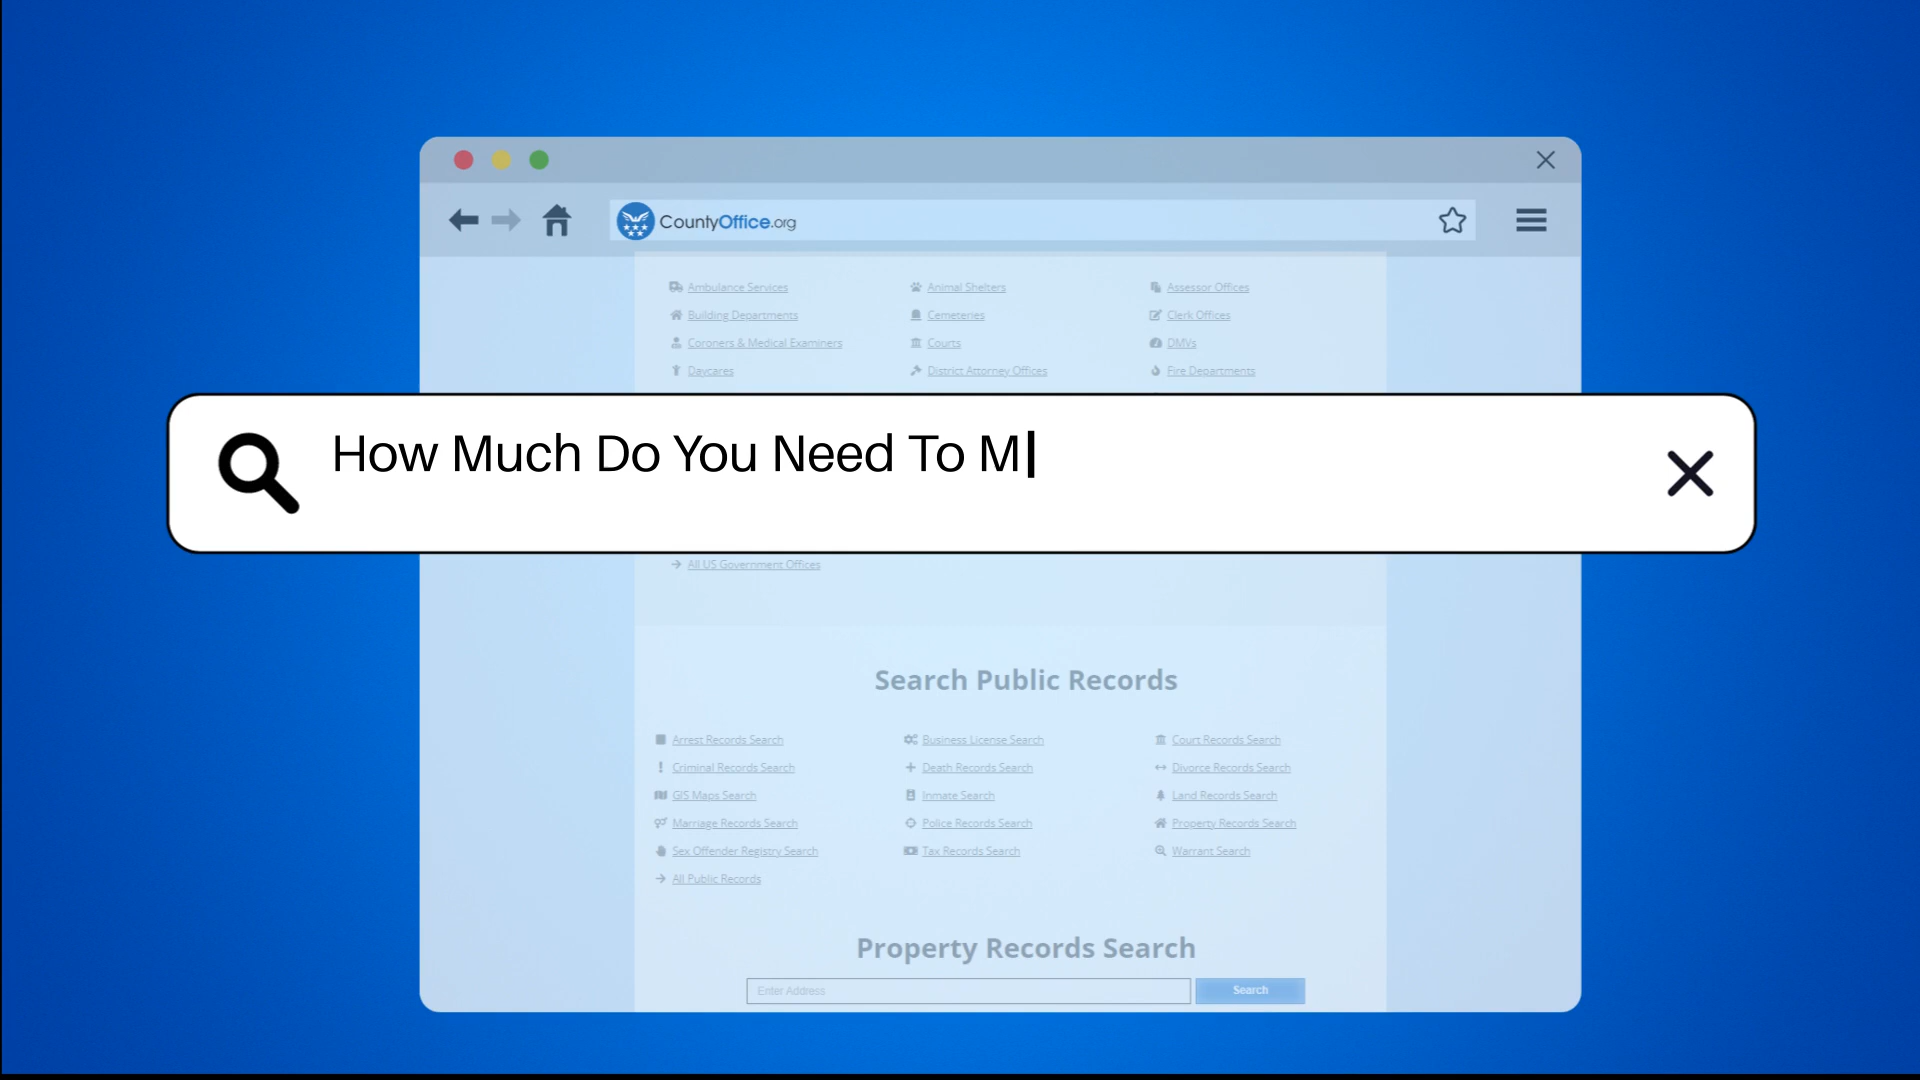 CountyOffice.org
Ambulance Services Animal Shelters Assessor Offices
Building Departments Cemeteries Clerk Offices
Coroners & Medical Examiners Courts DMVs
Daycares District Attorney Offices Fire Departments
How Much Do You Need To M
All US Government Offices
Search Public Records
Arrest Records Search Business License Search Court Records Search
Criminal Records Search Death Records Search Divorce Records Search
GIS Maps Search Inmate Search Land Records Search
Marriage Records Search Police Records Search Property Records Search
Sex Offender Registry Search Tax Records Search Warrant Search
All Public Records
Property Records Search
Enter Address Search